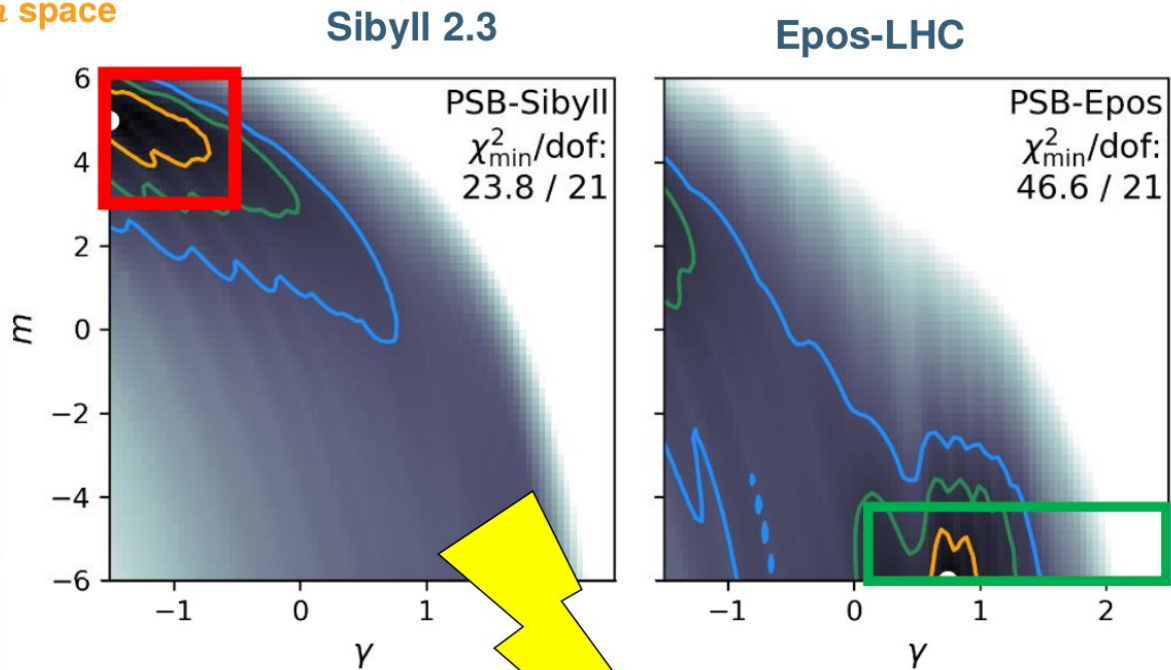 n space
Sibyll 2.3
Epos-LHC
PSB-Sibyll
χ²min/dof:
23.8 / 21
6
4
2
0
−2
−4
−6
m
−1
0
1
γ
PSB-Epos
χ²min/dof:
46.6 / 21
−1
0
1
2
γ